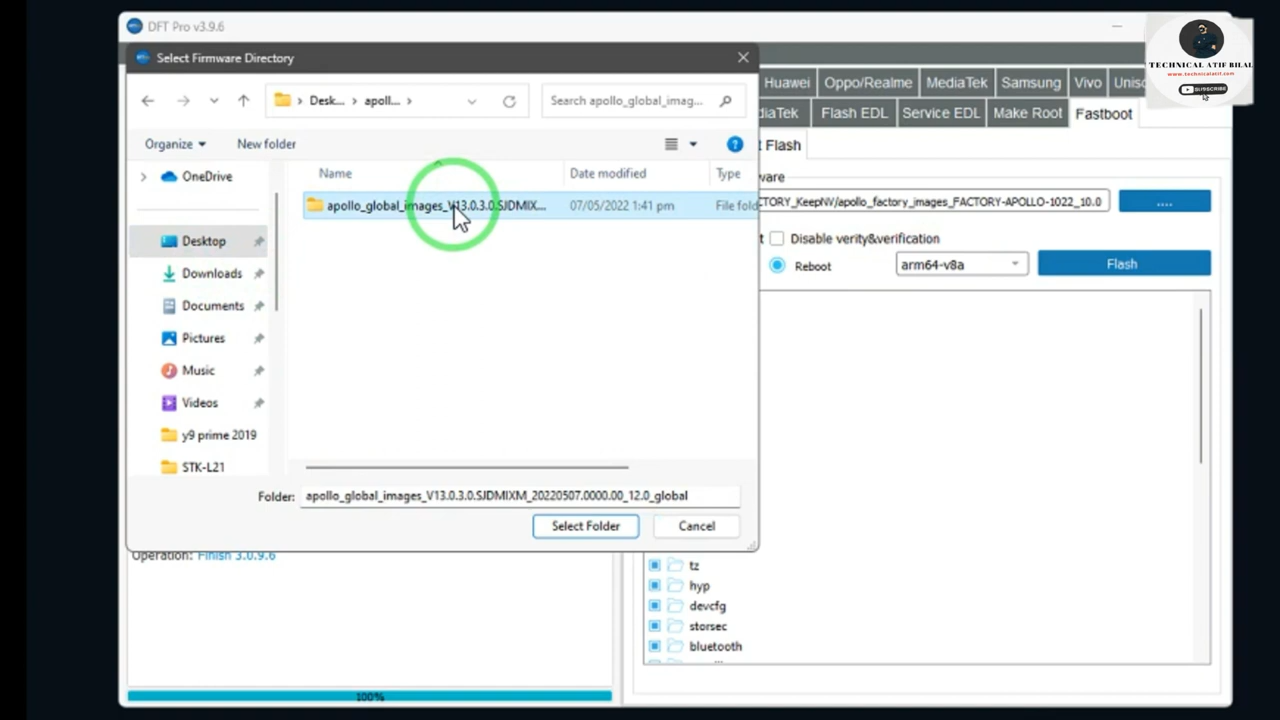 DFT Pro v3.9.6
TECHNICAL ATIF BILAL
www.technicalatif.com
SUBSCRIBE
Select Firmware Directory
Desk...
apoll...
Search apollo_global_imag...
Organize
New folder
Name
Date modified
Type
OneDrive
apollo_global_images_V13.0.3.0.SJDMIX...
07/05/2022 1:41 pm
File fold
Desktop
Downloads
Documents
Pictures
Music
Videos
y9 prime 2019
STK-L21
Folder:
apollo_global_images_V13.0.3.0.SJDMIXM_20220507.0000.00_12.0_global
Select Folder
Cancel
Huawei
Oppo/Realme
MediaTek
Samsung
Vivo
Uniso
diaTek
Flash EDL
Service EDL
Make Root
Fastboot
t Flash
ware
CTORY_KeepNV/apollo_factory_images_FACTORY-APOLLO-1022_10.0
....
t
Disable verity&verification
Reboot
arm64-v8a
Flash
Operation: Finish 3.0.9.6
tz
hyp
devcfg
storsec
bluetooth
100%